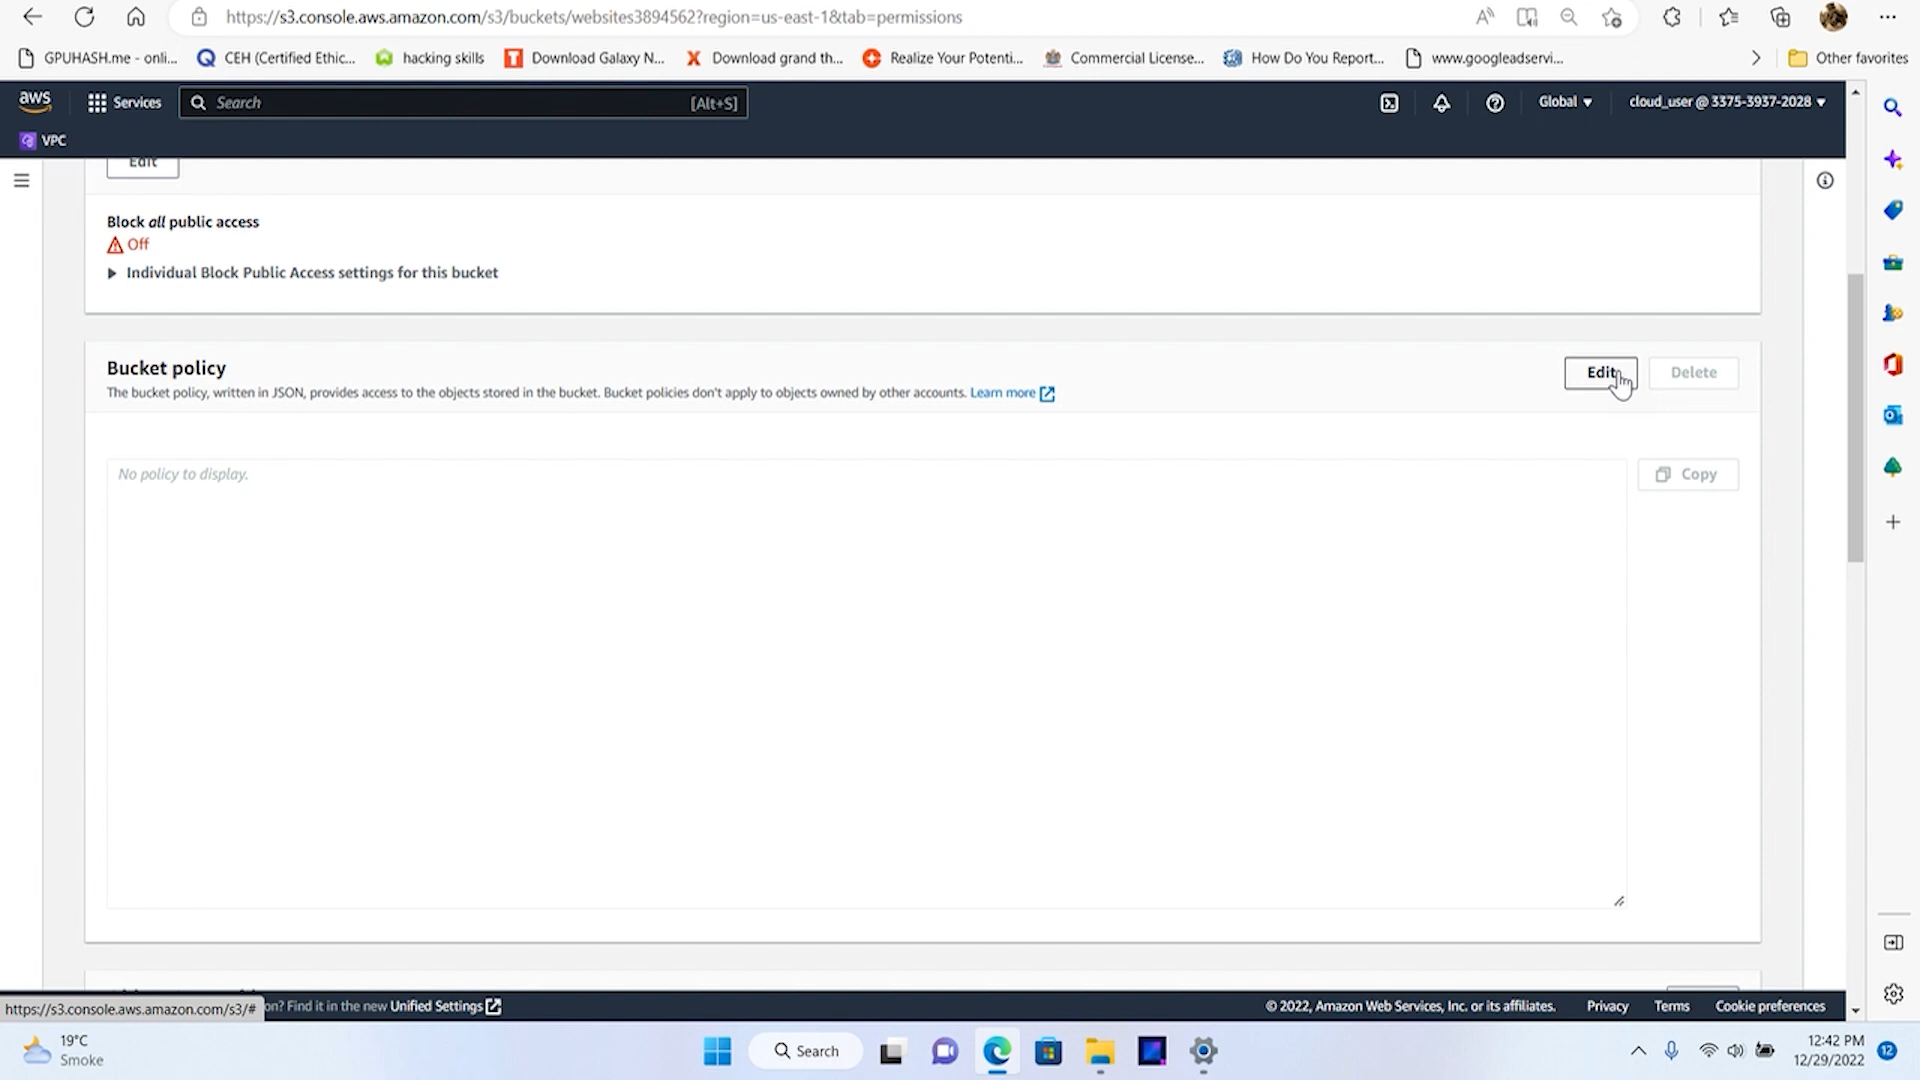 https://s3.console.aws.amazon.com/s3/buckets/websites3894562?region=us-east-1&tab=permissions
GPUHASH.me - onli...
CEH (Certified Ethic...
hacking skills
Download Galaxy N...
Download grand th...
Realize Your Potenti...
Commercial License...
How Do You Report...
www.googleadservi...
Other favorites
aws
Services
Search
[Alt+S]
Global
cloud_user @ 3375-3937-2028
VPC
Edit
Block all public access
Off
Individual Block Public Access settings for this bucket
Bucket policy
Edit
Delete
The bucket policy, written in JSON, provides access to the objects stored in the bucket. Bucket policies don't apply to objects owned by other accounts. Learn more
No policy to display.
Copy
https://s3.console.aws.amazon.com/s3/#
on? Find it in the new Unified Settings
© 2022, Amazon Web Services, Inc. or its affiliates.
Privacy
Terms
Cookie preferences
19°C
Smoke
Search
12:42 PM
12/29/2022
12